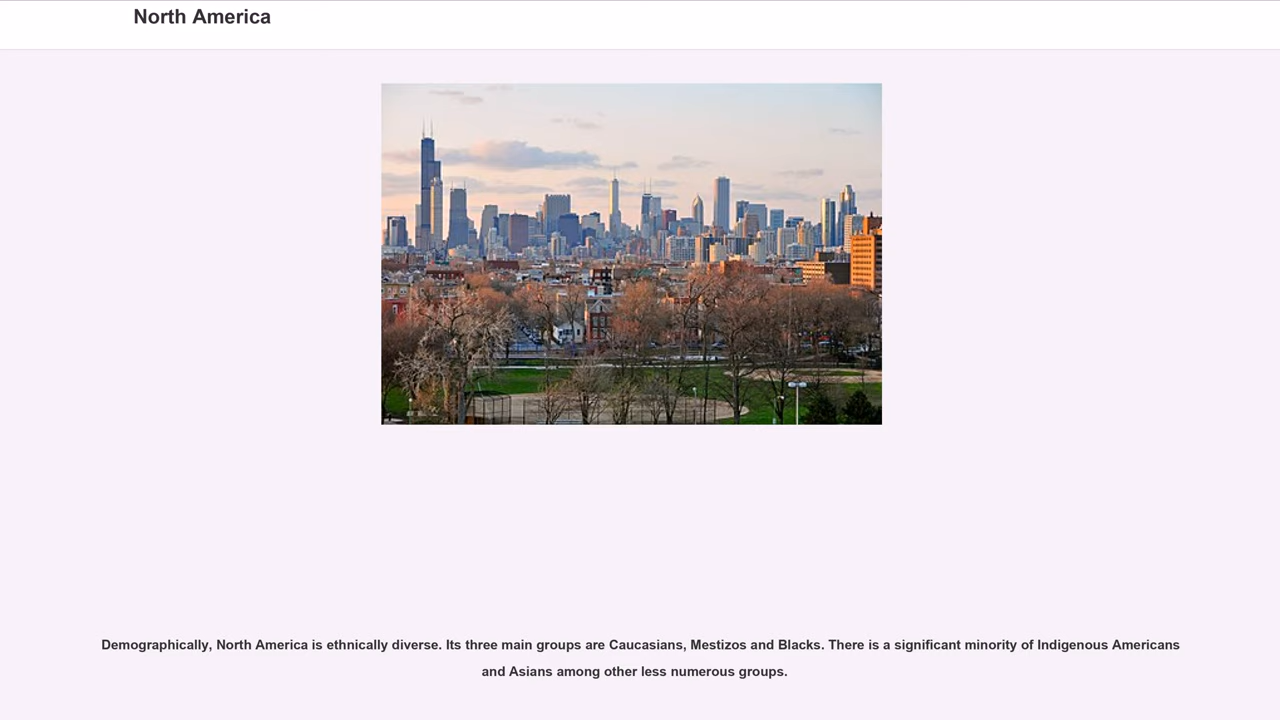 North America
Demographically, North America is ethnically diverse. Its three main groups are Caucasians, Mestizos and Blacks. There is a significant minority of Indigenous Americans
and Asians among other less numerous groups.